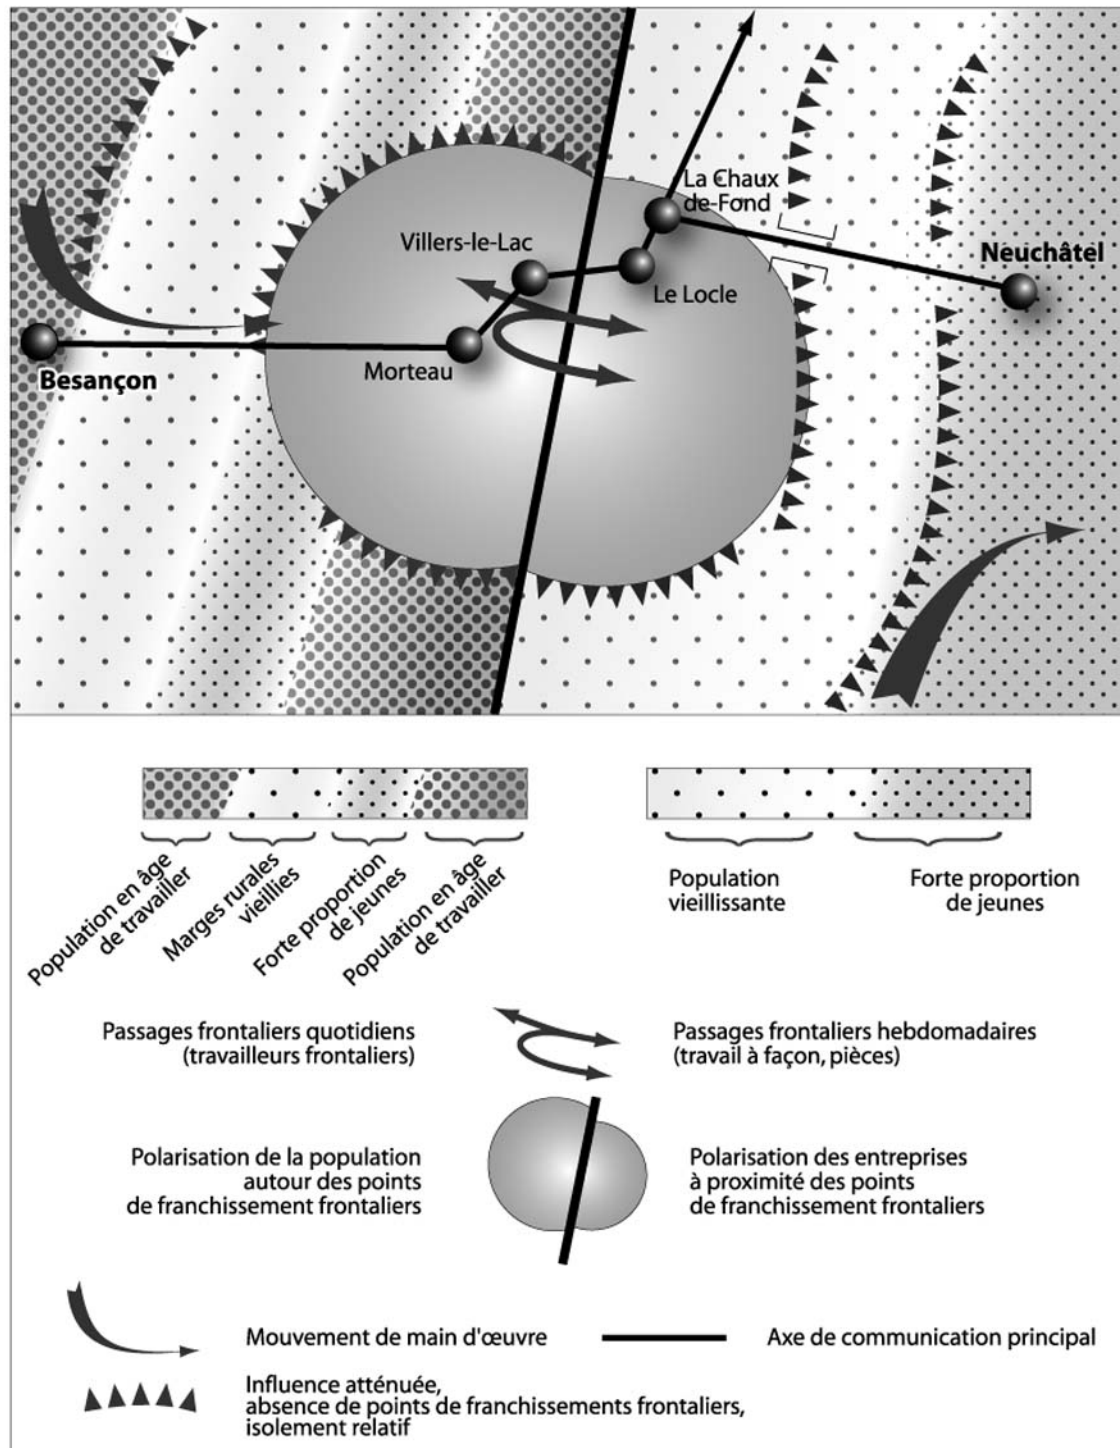 La Chaux
de-Fond
Villers-le-Lac
Neuchâtel
Le Locle
Morteau
Besançon
Population en âge
de travailler
Marges rurales
vieillies
Forte proportion
de jeunes
Population en âge
de travailler
Population
vieillissante
Forte proportion
de jeunes
Passages frontaliers quotidiens
(travailleurs frontaliers)
Passages frontaliers hebdomadaires
(travail à façon, pièces)
Polarisation de la population
autour des points
de franchissement frontaliers
Polarisation des entreprises
à proximité des points
de franchissement frontaliers
Mouvement de main d'œuvre
Axe de communication principal
Influence atténuée,
absence de points de franchissements frontaliers,
isolement relatif